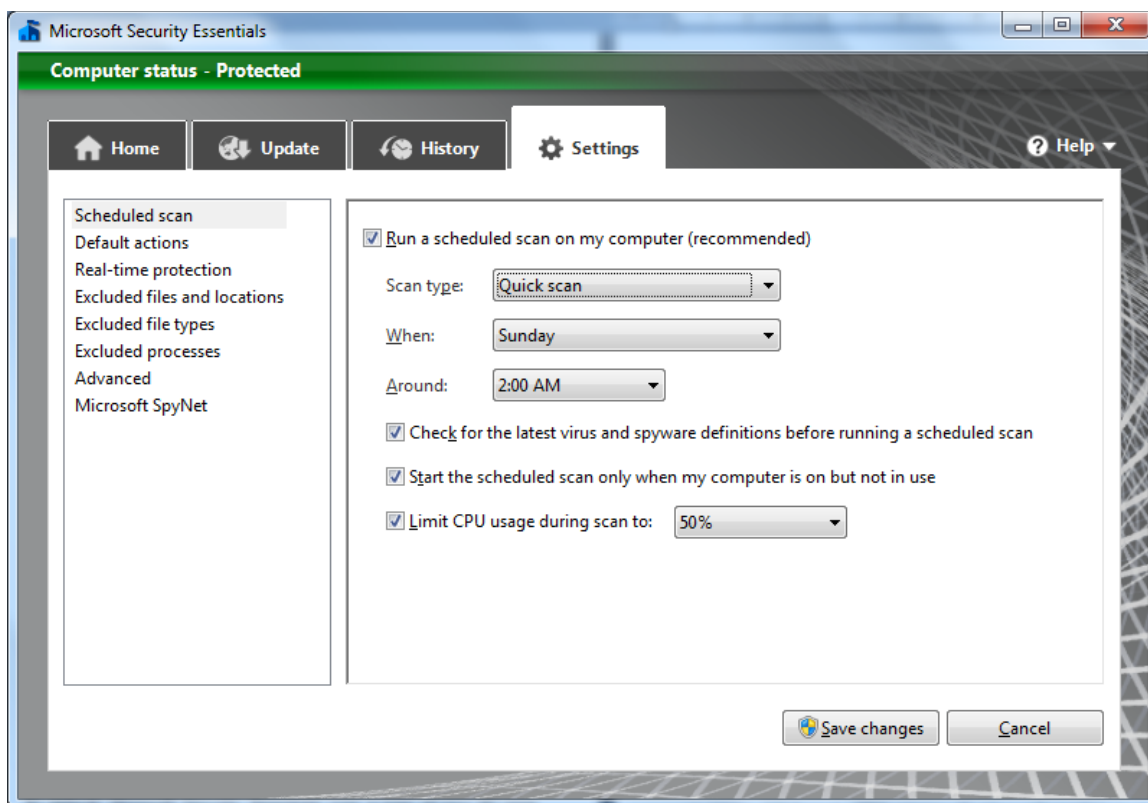 Microsoft Security Essentials
Computer status - Protected
Home Update History Settings Help
Scheduled scan
Default actions
Real-time protection
Excluded files and locations
Excluded file types
Excluded processes
Advanced
Microsoft SpyNet
Run a scheduled scan on my computer (recommended)
Scan type: Quick scan
When: Sunday
Around: 2:00 AM
Check for the latest virus and spyware definitions before running a scheduled scan
Start the scheduled scan only when my computer is on but not in use
Limit CPU usage during scan to: 50%
Save changes Cancel